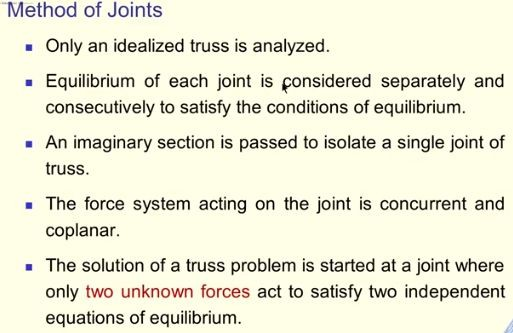 Method of Joints
Only an idealized truss is analyzed.
Equilibrium of each joint is considered separately and
consecutively to satisfy the conditions of equilibrium.
An imaginary section is passed to isolate a single joint of
truss.
The force system acting on the joint is concurrent and
coplanar.
The solution of a truss problem is started at a joint where
only two unknown forces act to satisfy two independent
equations of equilibrium.